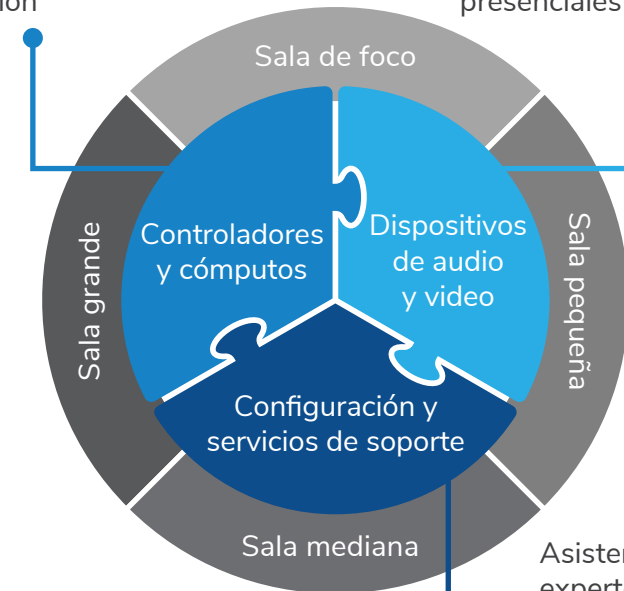 presenciales
Sala de foco
Controladores
y cómputos
Dispositivos
de audio
y video
Sala grande
Sala pequeña
Configuración y
servicios de soporte
Sala mediana